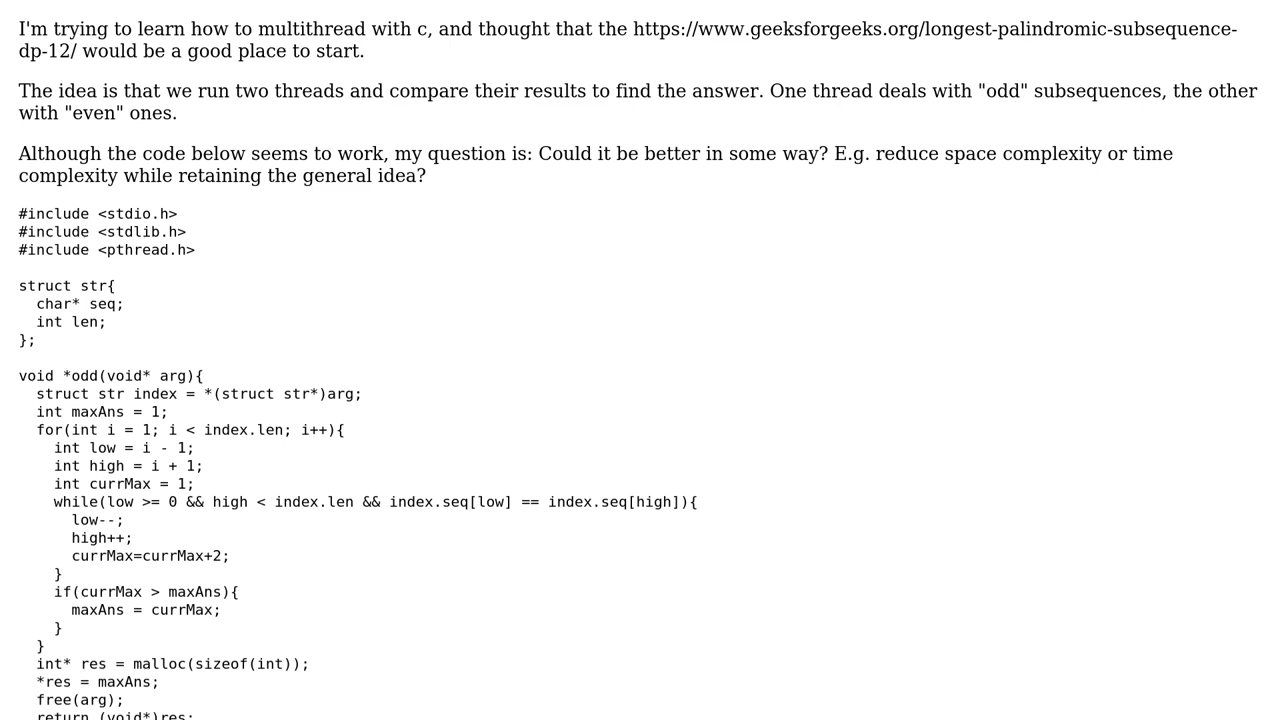 I'm trying to learn how to multithread with c, and thought that the https://www.geeksforgeeks.org/longest-palindromic-subsequence-
dp-12/ would be a good place to start.
The idea is that we run two threads and compare their results to find the answer. One thread deals with "odd" subsequences, the other
with "even" ones.
Although the code below seems to work, my question is: Could it be better in some way? E.g. reduce space complexity or time
complexity while retaining the general idea?
#include <stdio.h>
#include <stdlib.h>
#include <pthread.h>
struct str{
  char* seq;
  int len;
};
void *odd(void* arg){
  struct str index = *(struct str*)arg;
  int maxAns = 1;
  for(int i = 1; i < index.len; i++){
    int low = i - 1;
    int high = i + 1;
    int currMax = 1;
    while(low >= 0 && high < index.len && index.seq[low] == index.seq[high]){
      low--;
      high++;
      currMax=currMax+2;
    }
    if(currMax > maxAns){
      maxAns = currMax;
    }
  }
  int* res = malloc(sizeof(int));
  *res = maxAns;
  free(arg);
  return (void*)res;